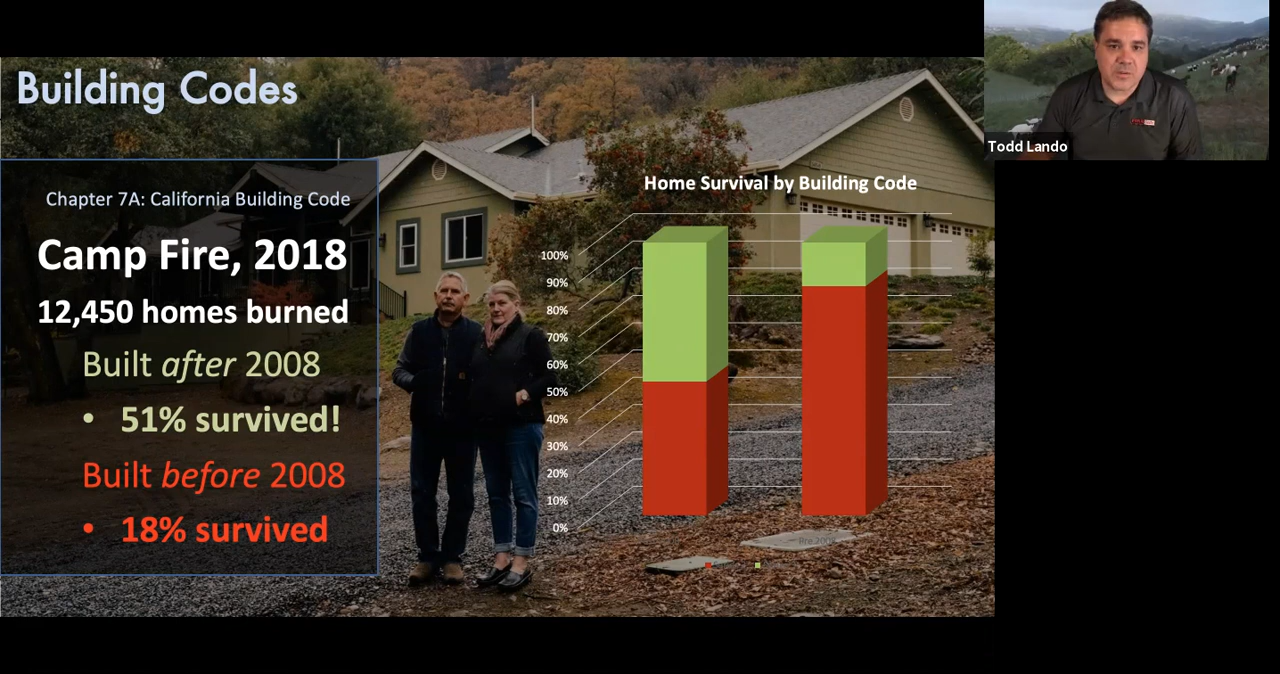 Building Codes
Chapter 7A: California Building Code
Camp Fire, 2018
12,450 homes burned
Built after 2008
• 51% survived!
Built before 2008
• 18% survived
Home Survival by Building Code
100%
90%
80%
70%
60%
50%
40%
30%
20%
10%
0%
Todd Lando